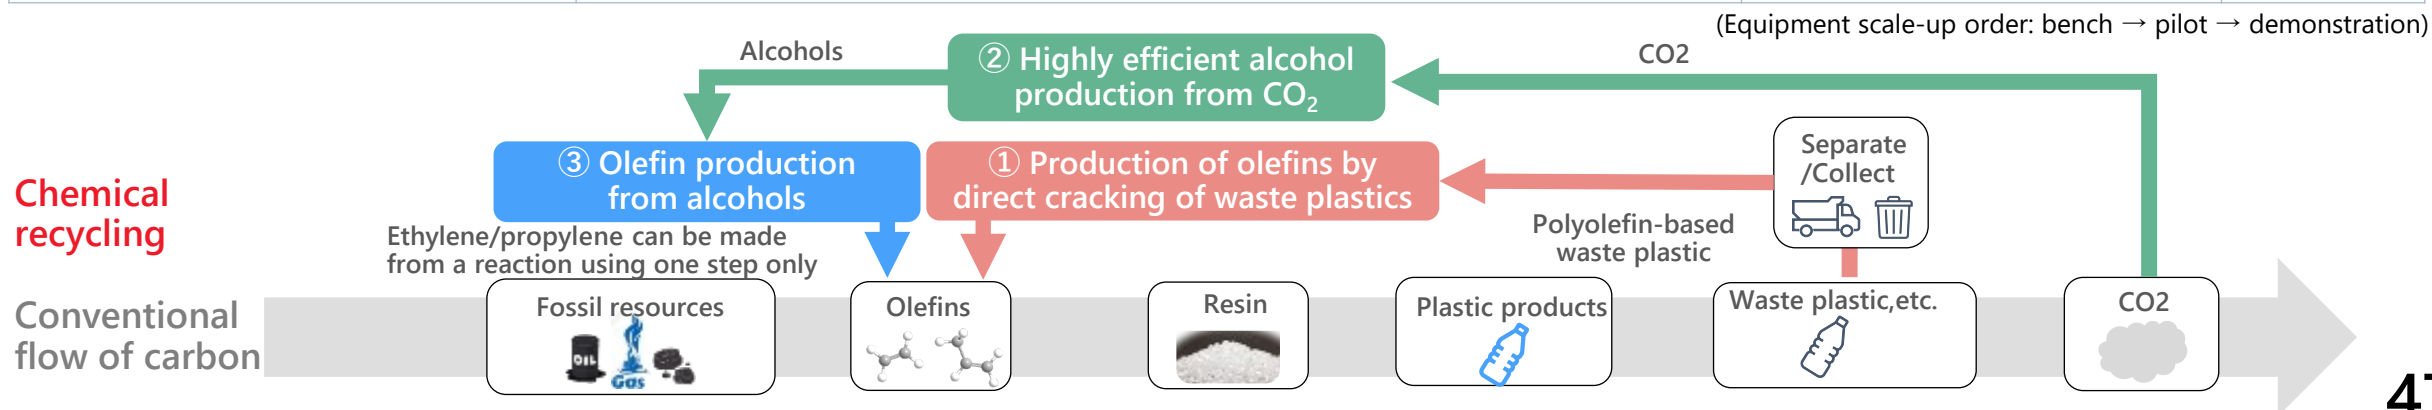 (Equipment scale-up order: bench → pilot → demonstration)
Alcohols
② Highly efficient alcohol
production from CO₂
CO2
③ Olefin production
from alcohols
① Production of olefins by
direct cracking of waste plastics
Separate
/Collect
Chemical
recycling
Ethylene/propylene can be made
from a reaction using one step only
Polyolefin-based
waste plastic
Conventional
flow of carbon
Fossil resources
OIL
Gas
Olefins
Resin
Plastic products
Waste plastic,etc.
CO2